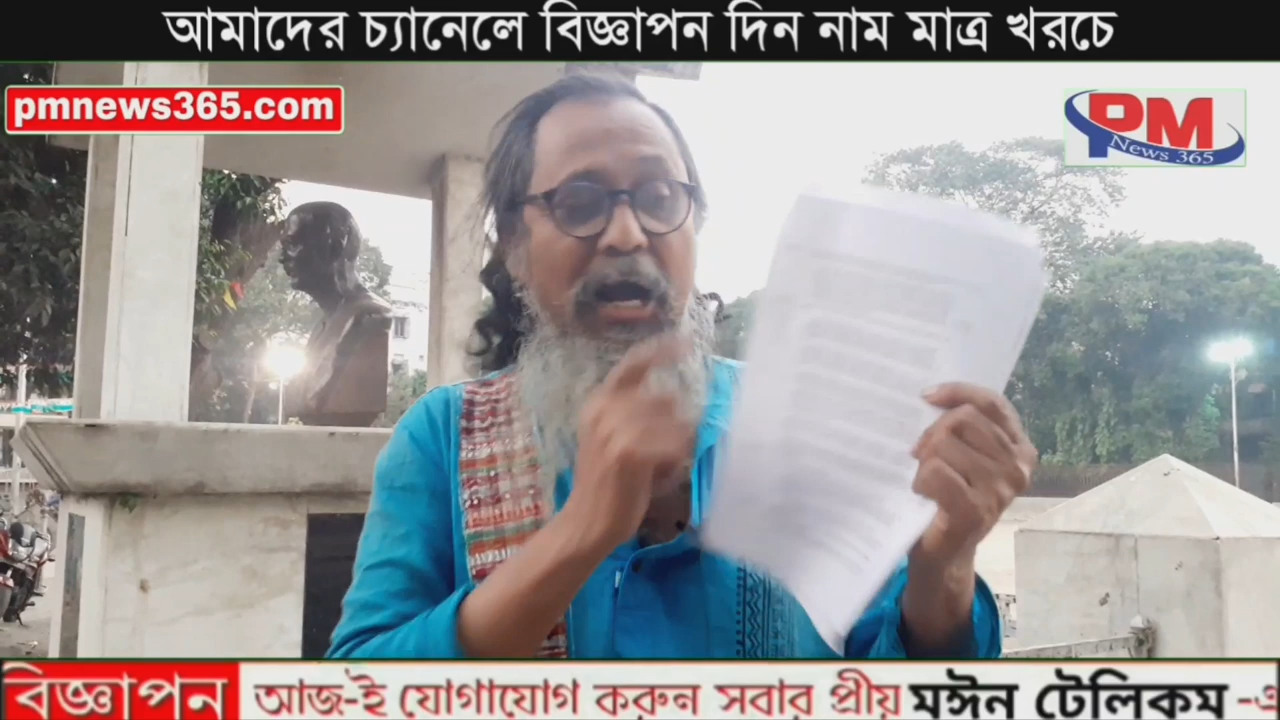 আমাদের চ্যানেলে বিজ্ঞাপন দিন নাম মাত্র খরচে
pmnews365.com
PM
News 365
বিজ্ঞাপন আজ-ই যোগাযোগ করুন সবার প্রীয় মঈন টেলিকম -এ